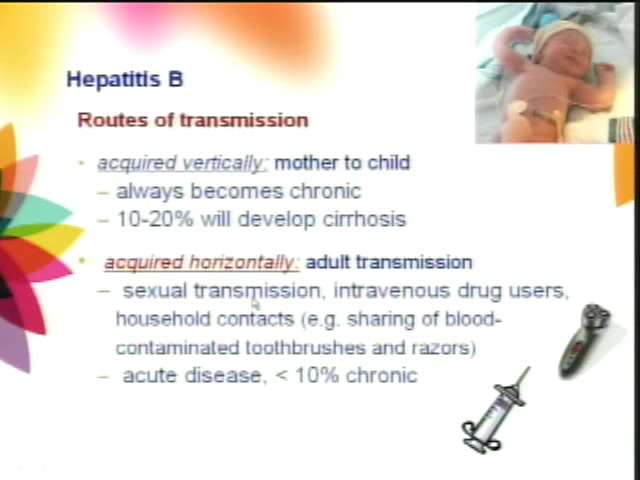 Hepatitis B
Routes of transmission
• acquired vertically: mother to child
– always becomes chronic
– 10-20% will develop cirrhosis
• acquired horizontally: adult transmission
– sexual transmission, intravenous drug users,
household contacts (e.g. sharing of blood-
contaminated toothbrushes and razors)
– acute disease, < 10% chronic